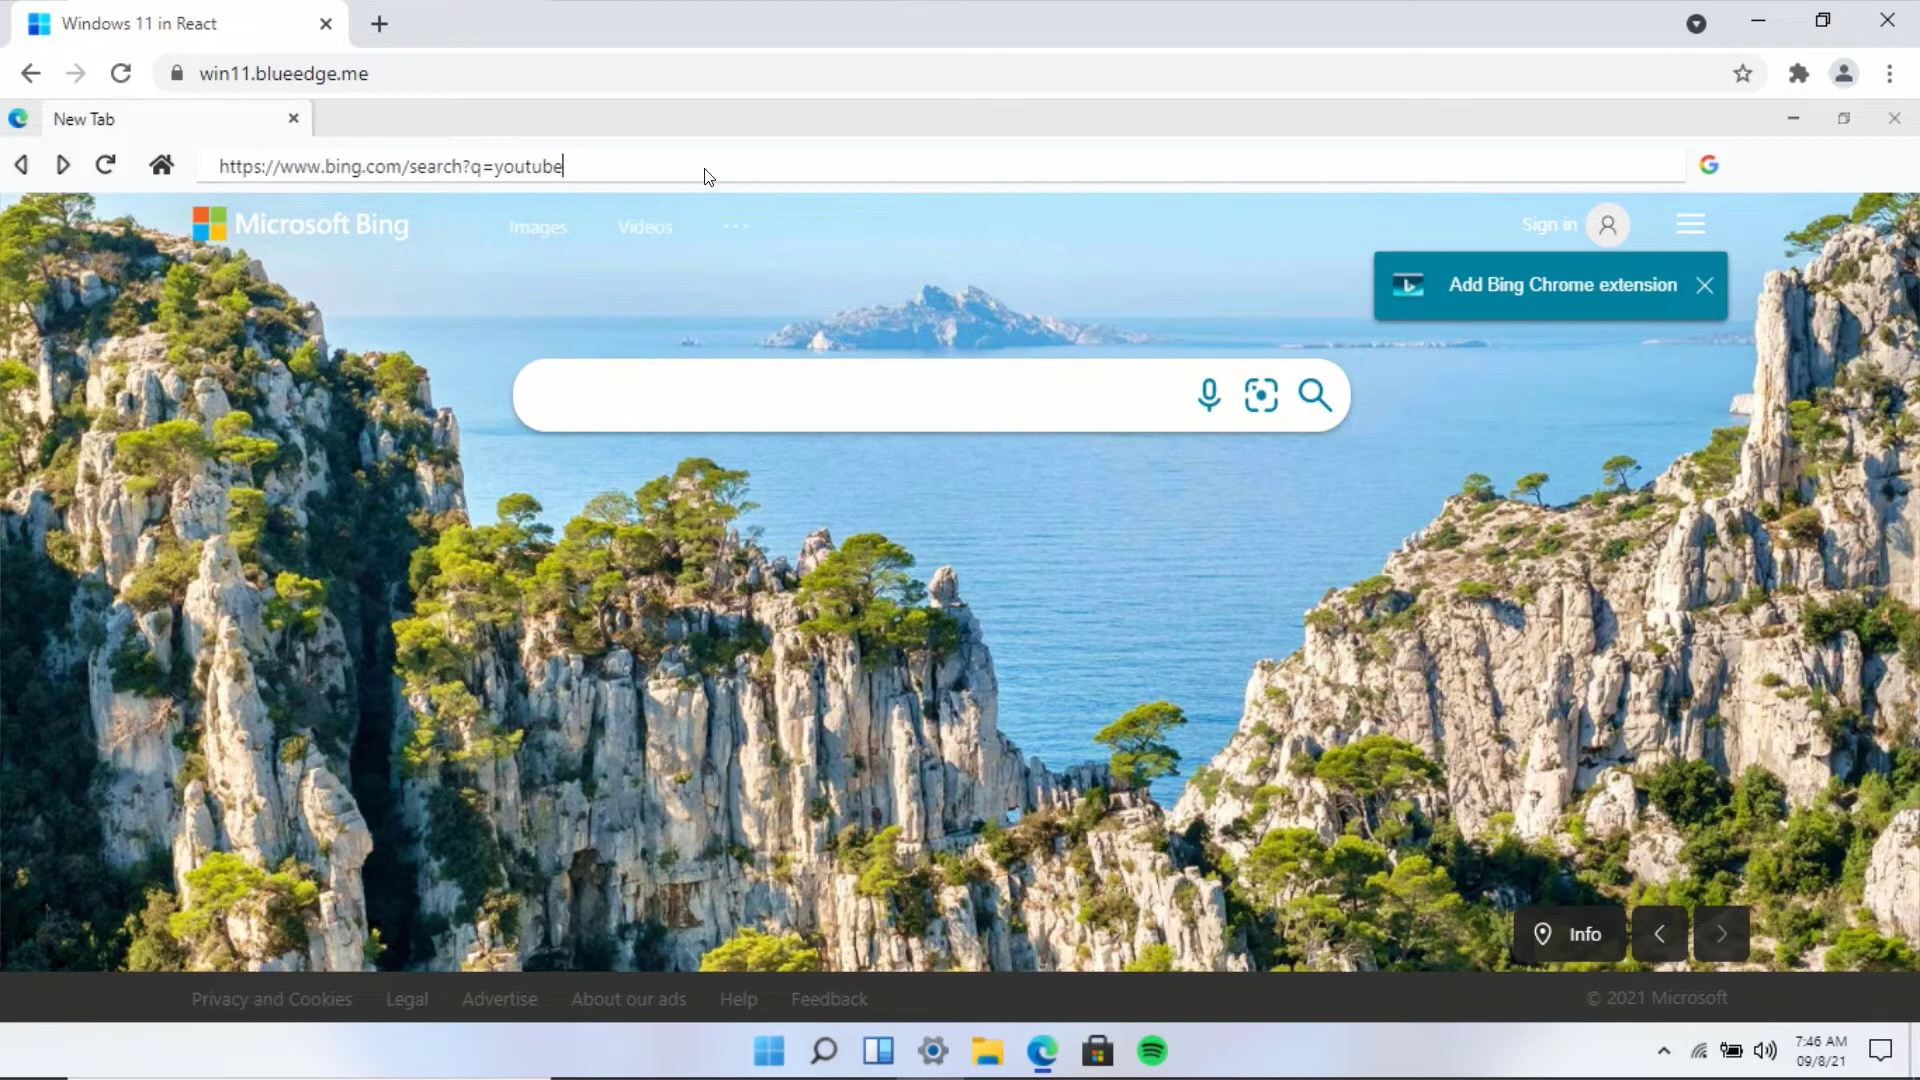 Windows 11 in React
win11.blueedge.me
New Tab
https://www.bing.com/search?q=youtube
Microsoft Bing
Images
Videos
Sign in
Add Bing Chrome extension
Info
Privacy and Cookies
Legal
Advertise
About our ads
Help
Feedback
© 2021 Microsoft
7:46 AM
09/8/21